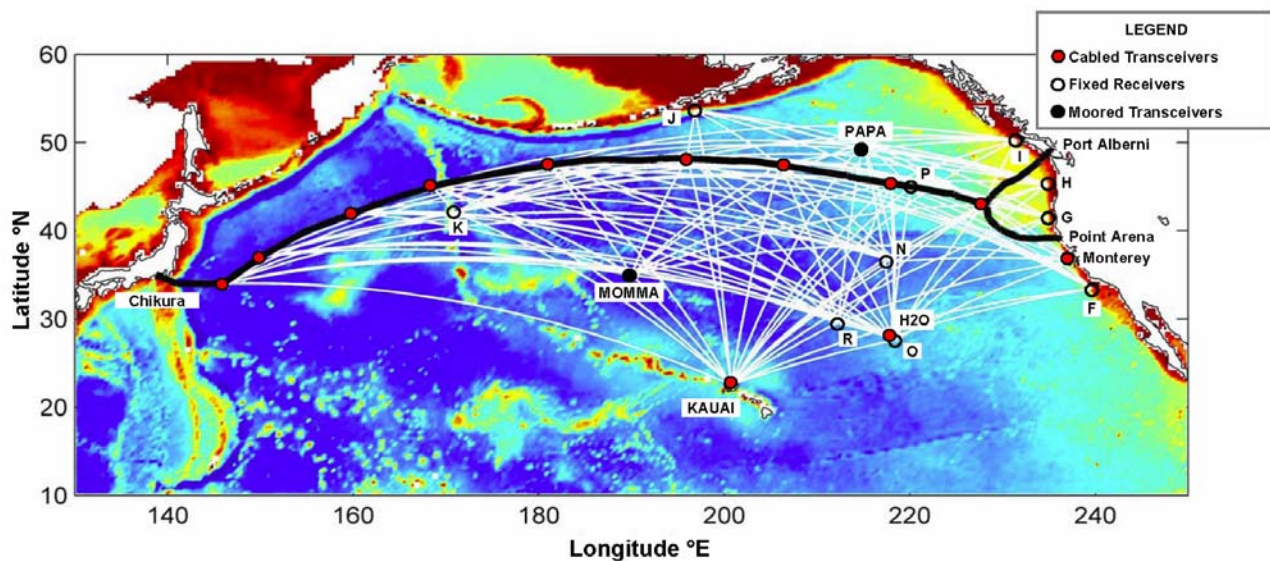 LEGEND
Cabled Transceivers
Fixed Receivers
Moored Transceivers
60
50
40
30
20
10
Latitude °N
J
PAPA
I
Port Alberni
P
H
K
G
Point Arena
N
Monterey
MOMMA
Chikura
F
H2O
R
O
KAUAI
140
160
180
200
220
240
Longitude °E